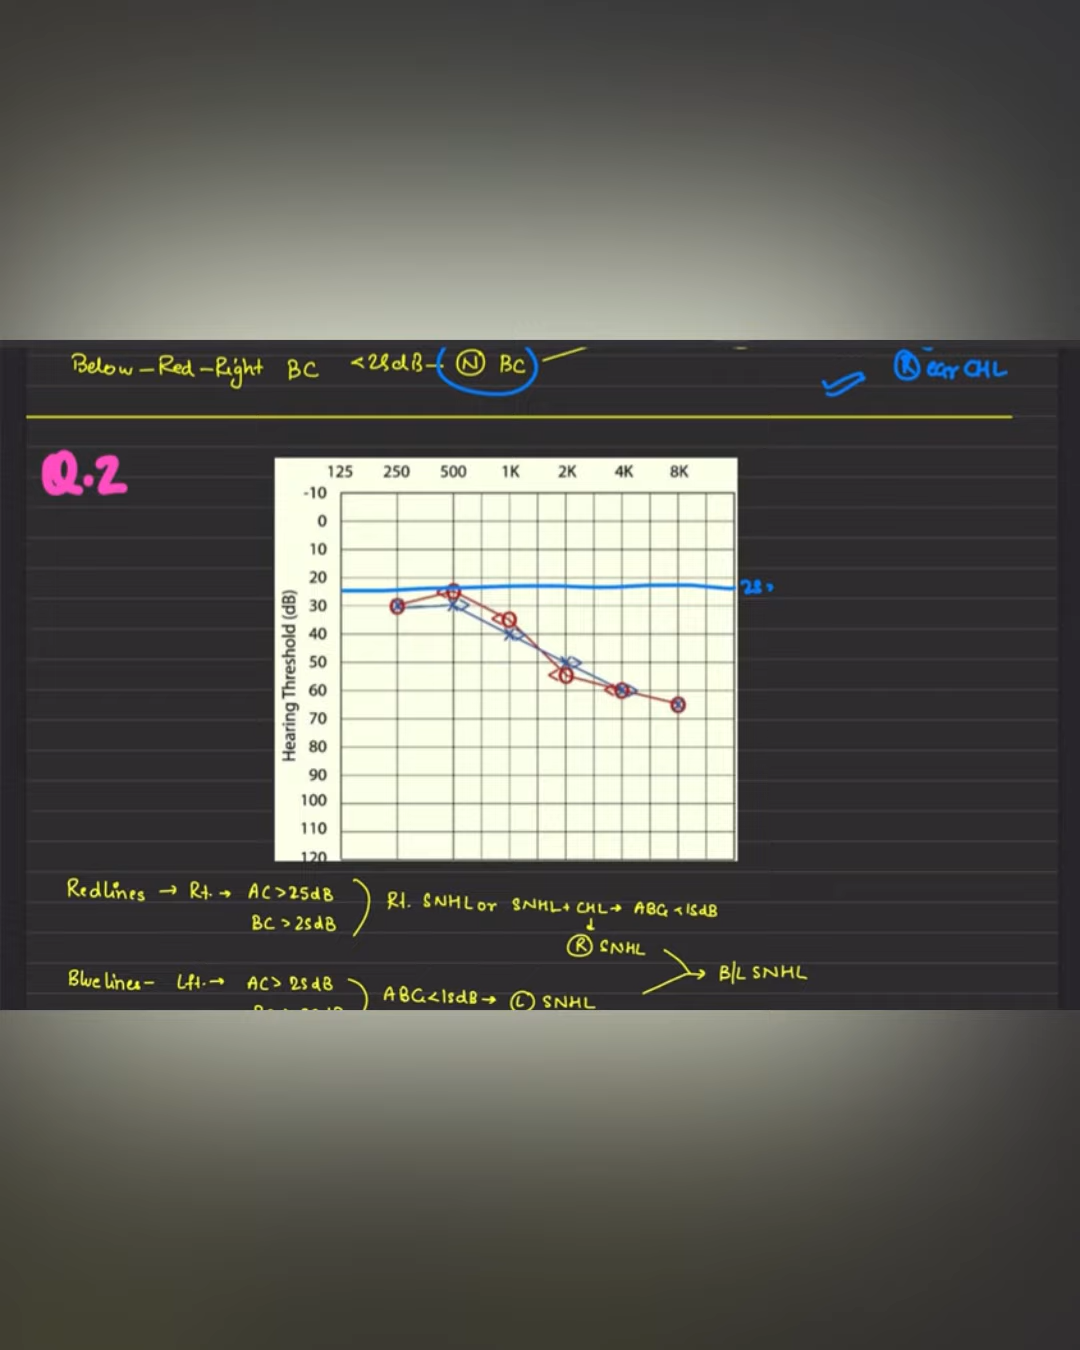 Below - Red - Right BC <25dB - (N) BC
(R) ear CHL
Q.2
125 250 500 1K 2K 4K 8K
-10
0
10
20
25
30
40
50
60
70
80
90
100
110
120
Hearing Threshold (dB)
Redlines → Rt. → AC > 25dB
BC > 25dB
Rt. SNHL or SNHL + CHL → ABG < 15dB
↓
(R) SNHL
Blue lines - Lft. → AC > 25dB
ABG < 15dB → (L) SNHL
→ B/L SNHL